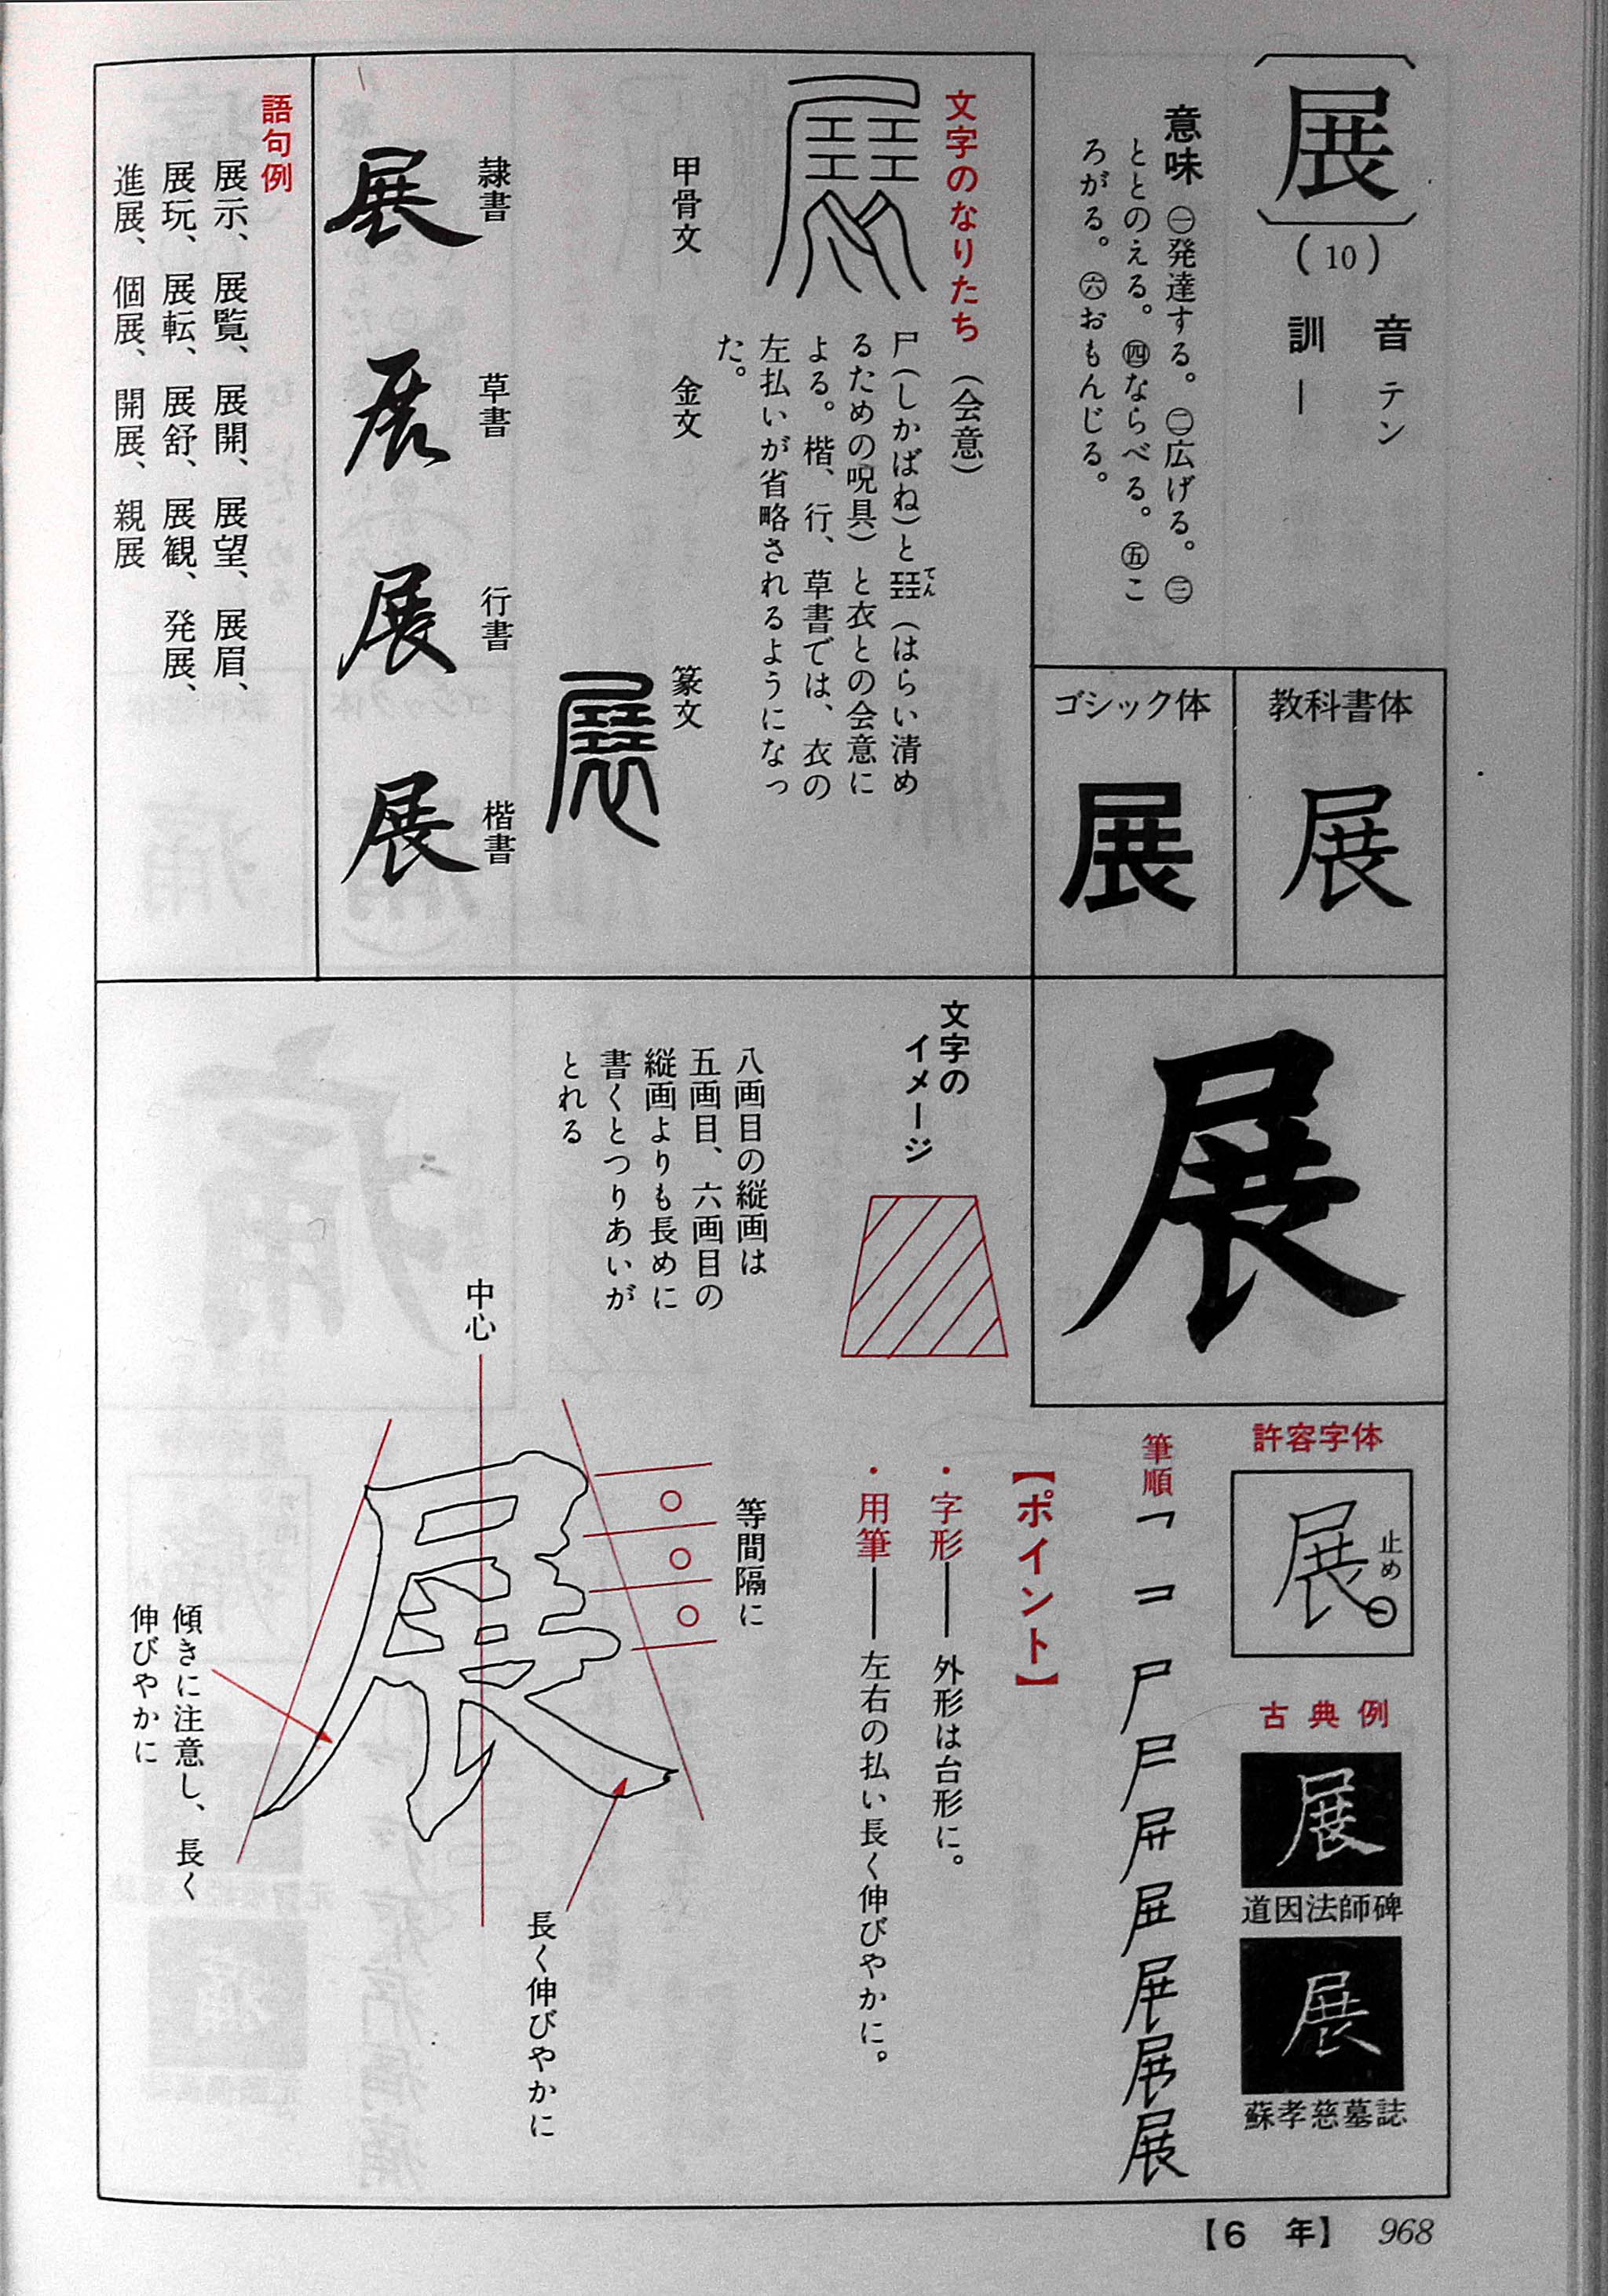 展
(10)
音 テン
訓 ―
意味 ㊀発達する。㊁広げる。㊂
ととのえる。㊃ならべる。㊄こ
ろがる。㊅おもんじる。
教科書体
展
ゴシック体
展
文字のなりたち（会意）
尸（しかばね）と㠭（はらい清め
てん
るための呪具）と衣との会意に
よる。楷、行、草書では、衣の
左払いが省略されるようになっ
た。
甲骨文
金文
篆文
隷書
展
草書
展
行書
展
楷書
展
語句例
展示、展覧、展開、展望、展眉、
展玩、展転、展舒、展観、発展、
進展、個展、開展、親展
展
許容字体
展
止め
古典例
展
道因法師碑
展
蘇孝慈墓誌
筆順
【ポイント】
・字形――外形は台形に。
・用筆――左右の払い長く伸びやかに。
文字の
イメージ
八画目の縦画は
五画目、六画目の
縦画よりも長めに
書くとつりあいが
とれる
等間隔に
中心
長く伸びやかに
傾きに注意し、長く
伸びやかに
【6 年】 968